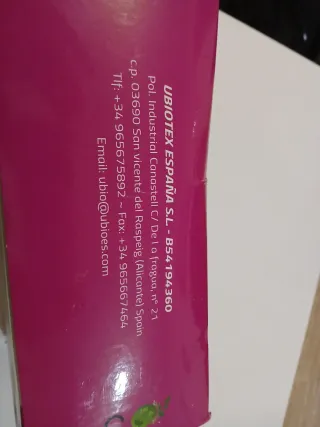 UBIOTEX ESPAÑA S.L - B54194360
Pol. Industrial Canastell C/ De La fragua, nº 21
c.p. 03690 San vicente del Raspeig (Alicante) Spain
Tlf: +34 965675892 ~ Fax: +34 965667464
Email: ubio@ubioes.com